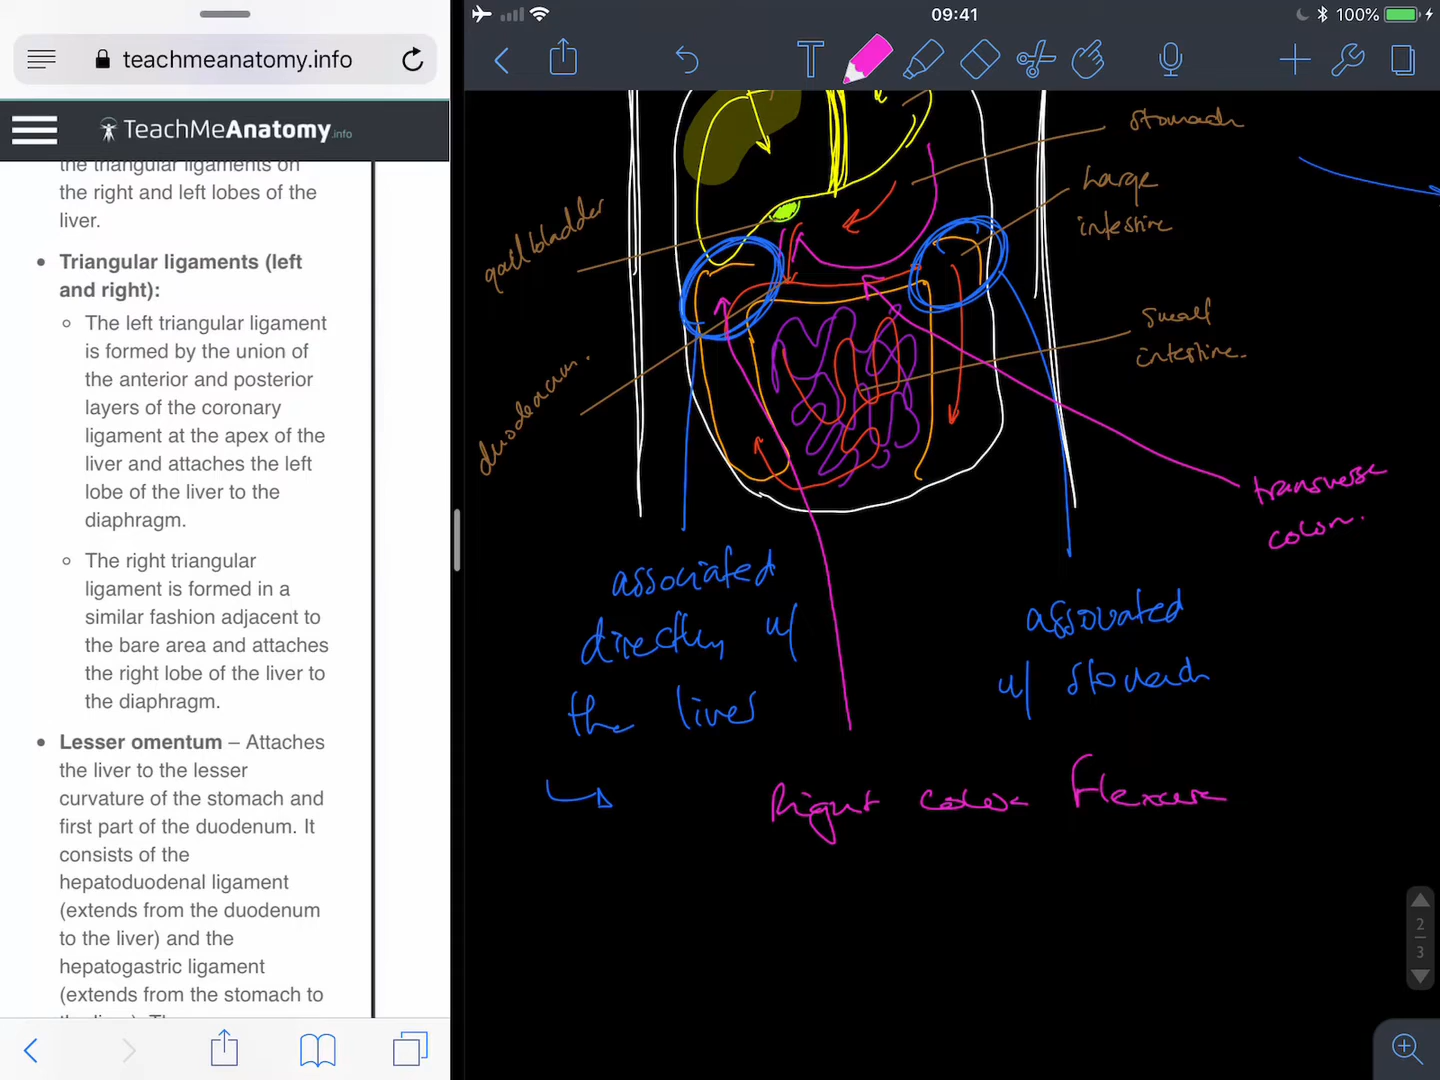 teachmeanatomy.info
TeachMeAnatomy.info
the triangular ligaments on
the right and left lobes of the
liver.
Triangular ligaments (left
and right):
The left triangular ligament
is formed by the union of
the anterior and posterior
layers of the coronary
ligament at the apex of the
liver and attaches the left
lobe of the liver to the
diaphragm.
The right triangular
ligament is formed in a
similar fashion adjacent to
the bare area and attaches
the right lobe of the liver to
the diaphragm.
Lesser omentum – Attaches
the liver to the lesser
curvature of the stomach and
first part of the duodenum. It
consists of the
hepatoduodenal ligament
(extends from the duodenum
to the liver) and the
hepatogastric ligament
(extends from the stomach to
09:41
100%
T
stomach
Large
intestine
gallbladder
small
intestine.
duodenum.
transverse
colon.
associated
directly w/
the liver
associated
w/ stomach
Right colic Flexure
2
3